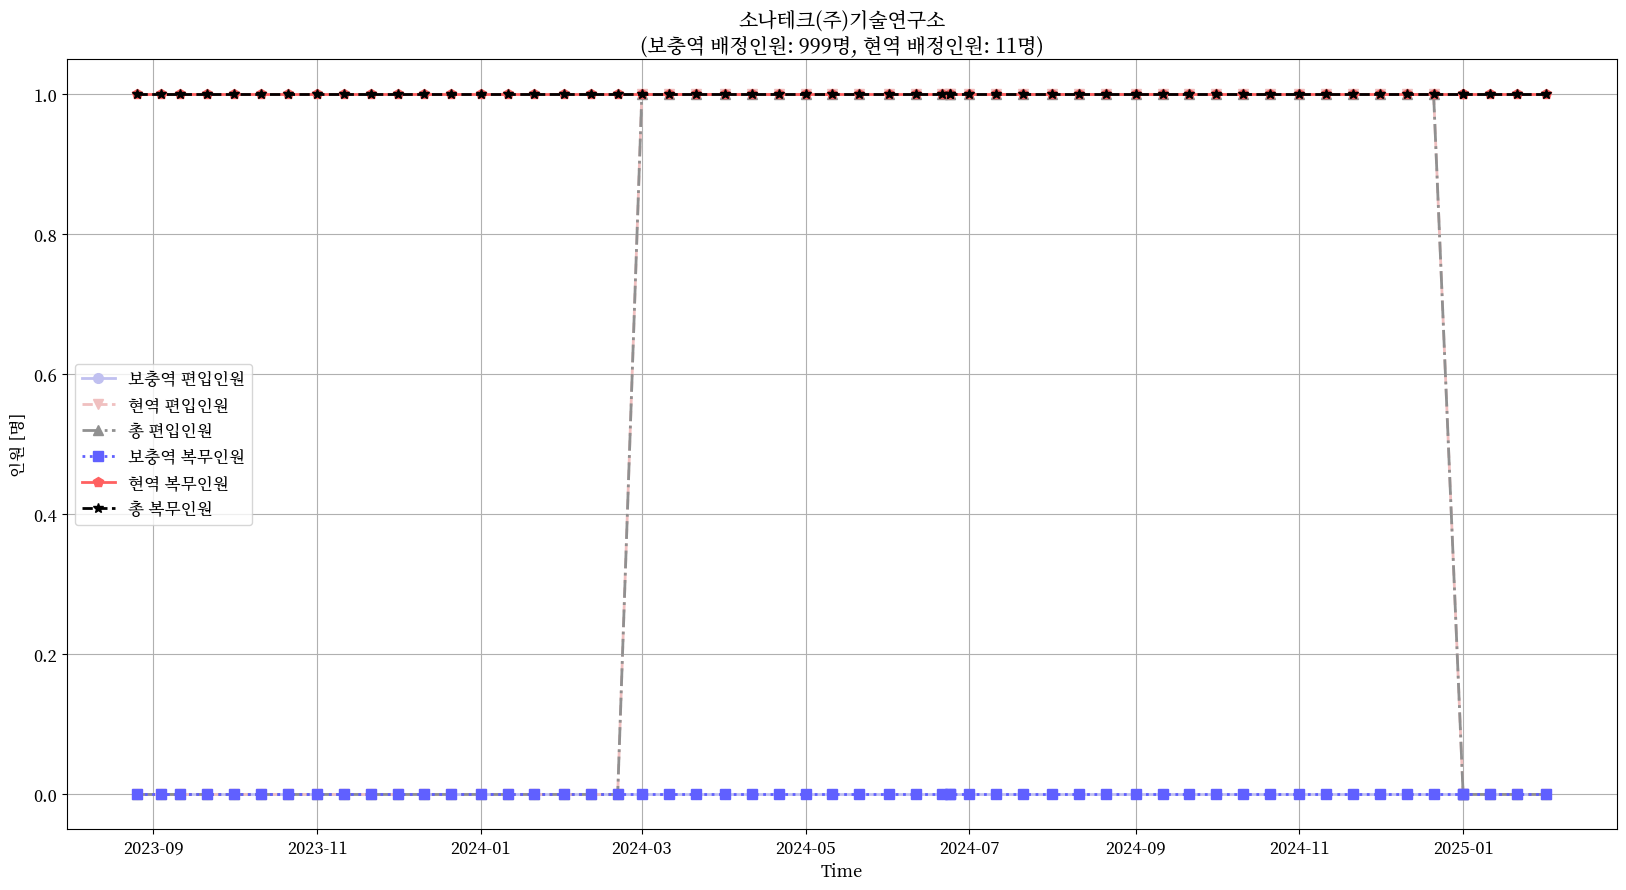 소나테크(주)기술연구소
(보충역 배정인원: 999명, 현역 배정인원: 11명)
인원 [명]
1.0
0.8
0.6
0.4
0.2
0.0
보충역 편입인원
현역 편입인원
총 편입인원
보충역 복무인원
현역 복무인원
총 복무인원
2023-09
2023-11
2024-01
2024-03
2024-05
2024-07
2024-09
2024-11
2025-01
Time